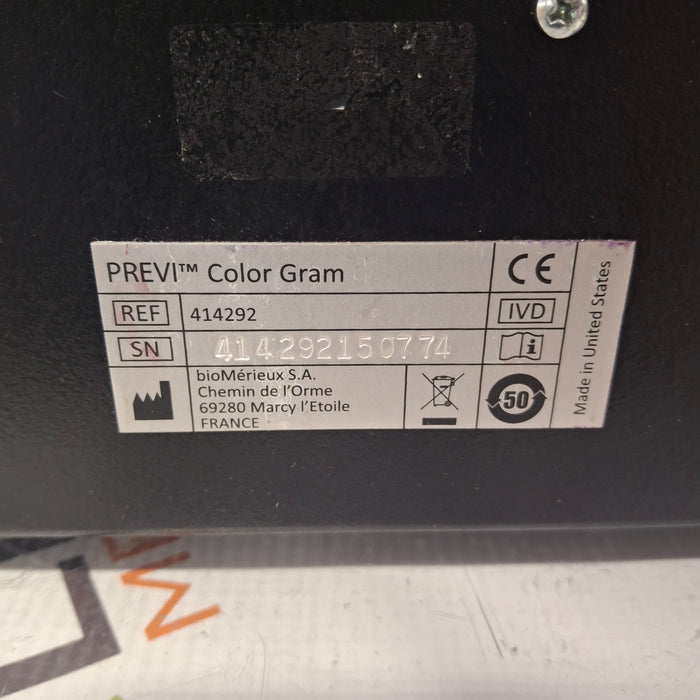 PREVI™ Color Gram
CE
REF 414292
IVD
SN 41429215 0774
i
bioMérieux S.A.
Chemin de l'Orme
69280 Marcy l'Etoile
FRANCE
50
Made in United States